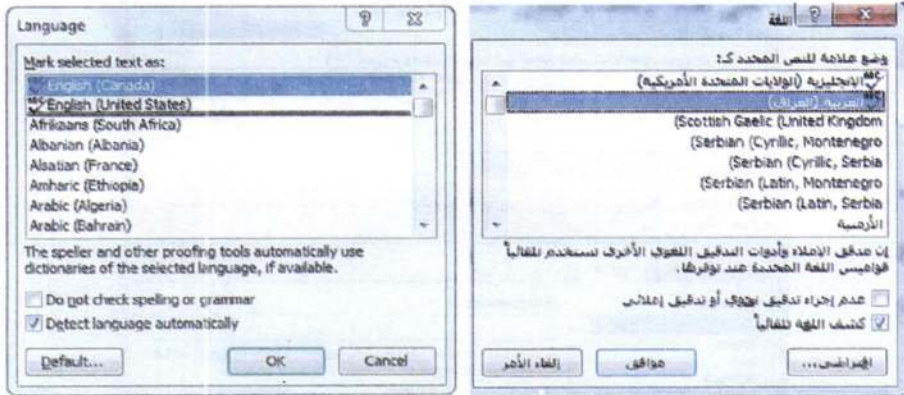 Language
Mark selected text as:
English (Canada)
English (United States)
Afrikaans (South Africa)
Albanian (Albania)
Alsatian (France)
Amharic (Ethiopia)
Arabic (Algeria)
Arabic (Bahrain)
The speller and other proofing tools automatically use
dictionaries of the selected language, if available.
Do not check spelling or grammar
Detect language automatically
Default...
OK
Cancel
اللغة
وضع علامة للنص المحدد كـ:
الإنجليزية (الولايات المتحدة الأمريكية)
العربية (العراق)
(Scottish Gaelic (United Kingdom
(Serbian (Cyrillic, Montenegro
(Serbian (Cyrillic, Serbia
(Serbian (Latin, Montenegro
(Serbian (Latin, Serbia
الأرمنية
إن مدقق الإملاء وأدوات التدقيق اللغوي الأخرى تستخدم تلقائياً
قواميس اللغة المحددة عند توفرها.
عدم إجراء تدقيق نحوي أو تدقيق إملائي
كشف اللغة تلقائياً
افتراضي...
موافق
إلغاء الأمر